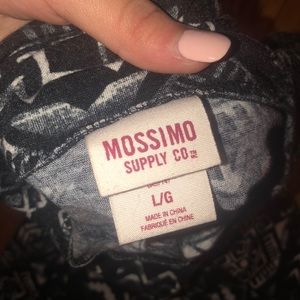 MOSSIMO
SUPPLY CO
L/G
MADE IN CHINA
FABRIQUÉ EN CHINE